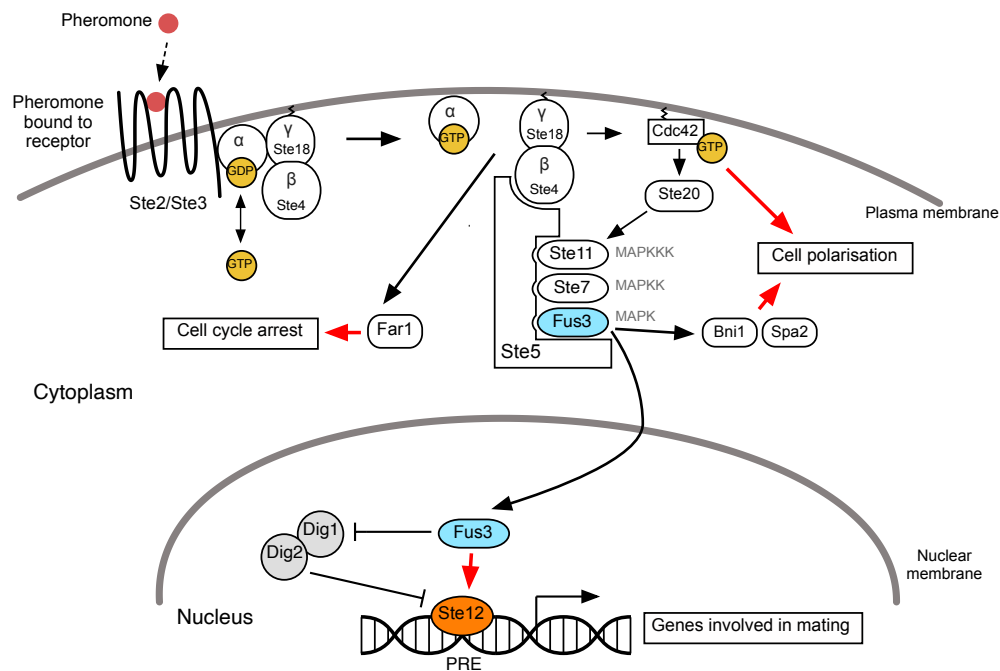 Pheromone
Pheromone
bound to
receptor
α
GDP
γ
Ste18
β
Ste4
Ste2/Ste3
GTP
α
GTP
γ
Ste18
β
Ste4
Cdc42
GTP
Ste20
Plasma membrane
Ste11
MAPKKK
Ste7
MAPKK
Fus3
MAPK
Ste5
Cell polarisation
Bni1
Spa2
Cell cycle arrest
Far1
Cytoplasm
Dig1
Dig2
Fus3
Nuclear
membrane
Nucleus
Ste12
PRE
Genes involved in mating